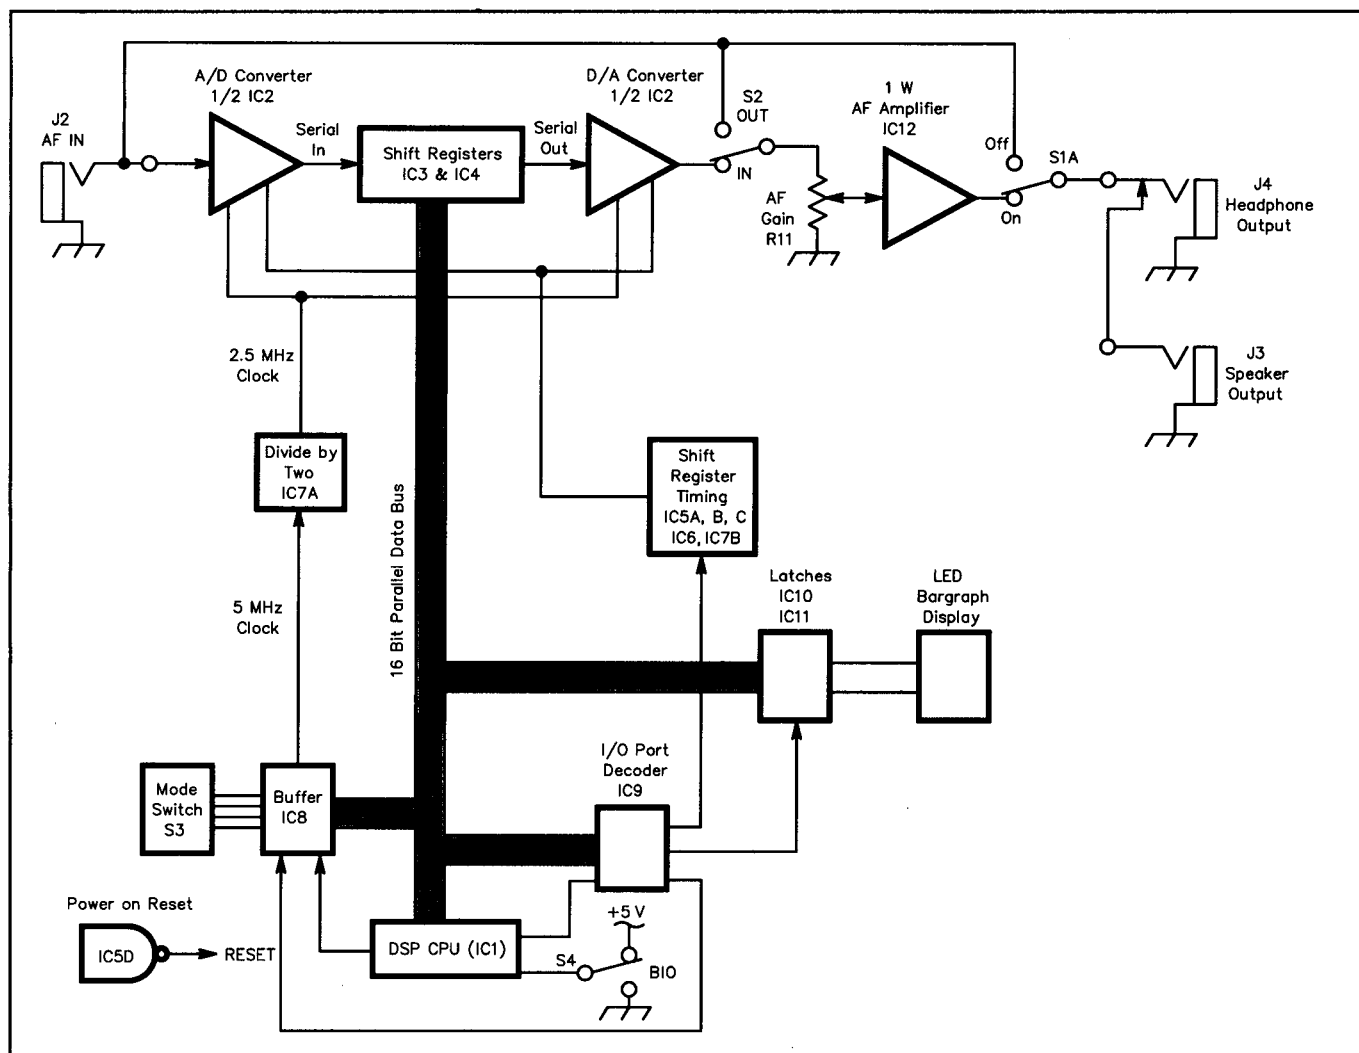 J2
AF IN
A/D Converter
1/2 IC2
Serial
In
Shift Registers
IC3 & IC4
Serial
Out
D/A Converter
1/2 IC2
S2
OUT
IN
AF
Gain
R11
1 W
AF Amplifier
IC12
Off
On
S1A
J4
Headphone
Output
J3
Speaker
Output
2.5 MHz
Clock
Divide by
Two
IC7A
5 MHz
Clock
16 Bit Parallel Data Bus
Shift
Register
Timing
IC5A, B, C
IC6, IC7B
Latches
IC10
IC11
LED
Bargraph
Display
I/O Port
Decoder
IC9
Mode
Switch
S3
Buffer
IC8
Power on Reset
IC5D
RESET
DSP CPU (IC1)
+5 V
S4
BIO